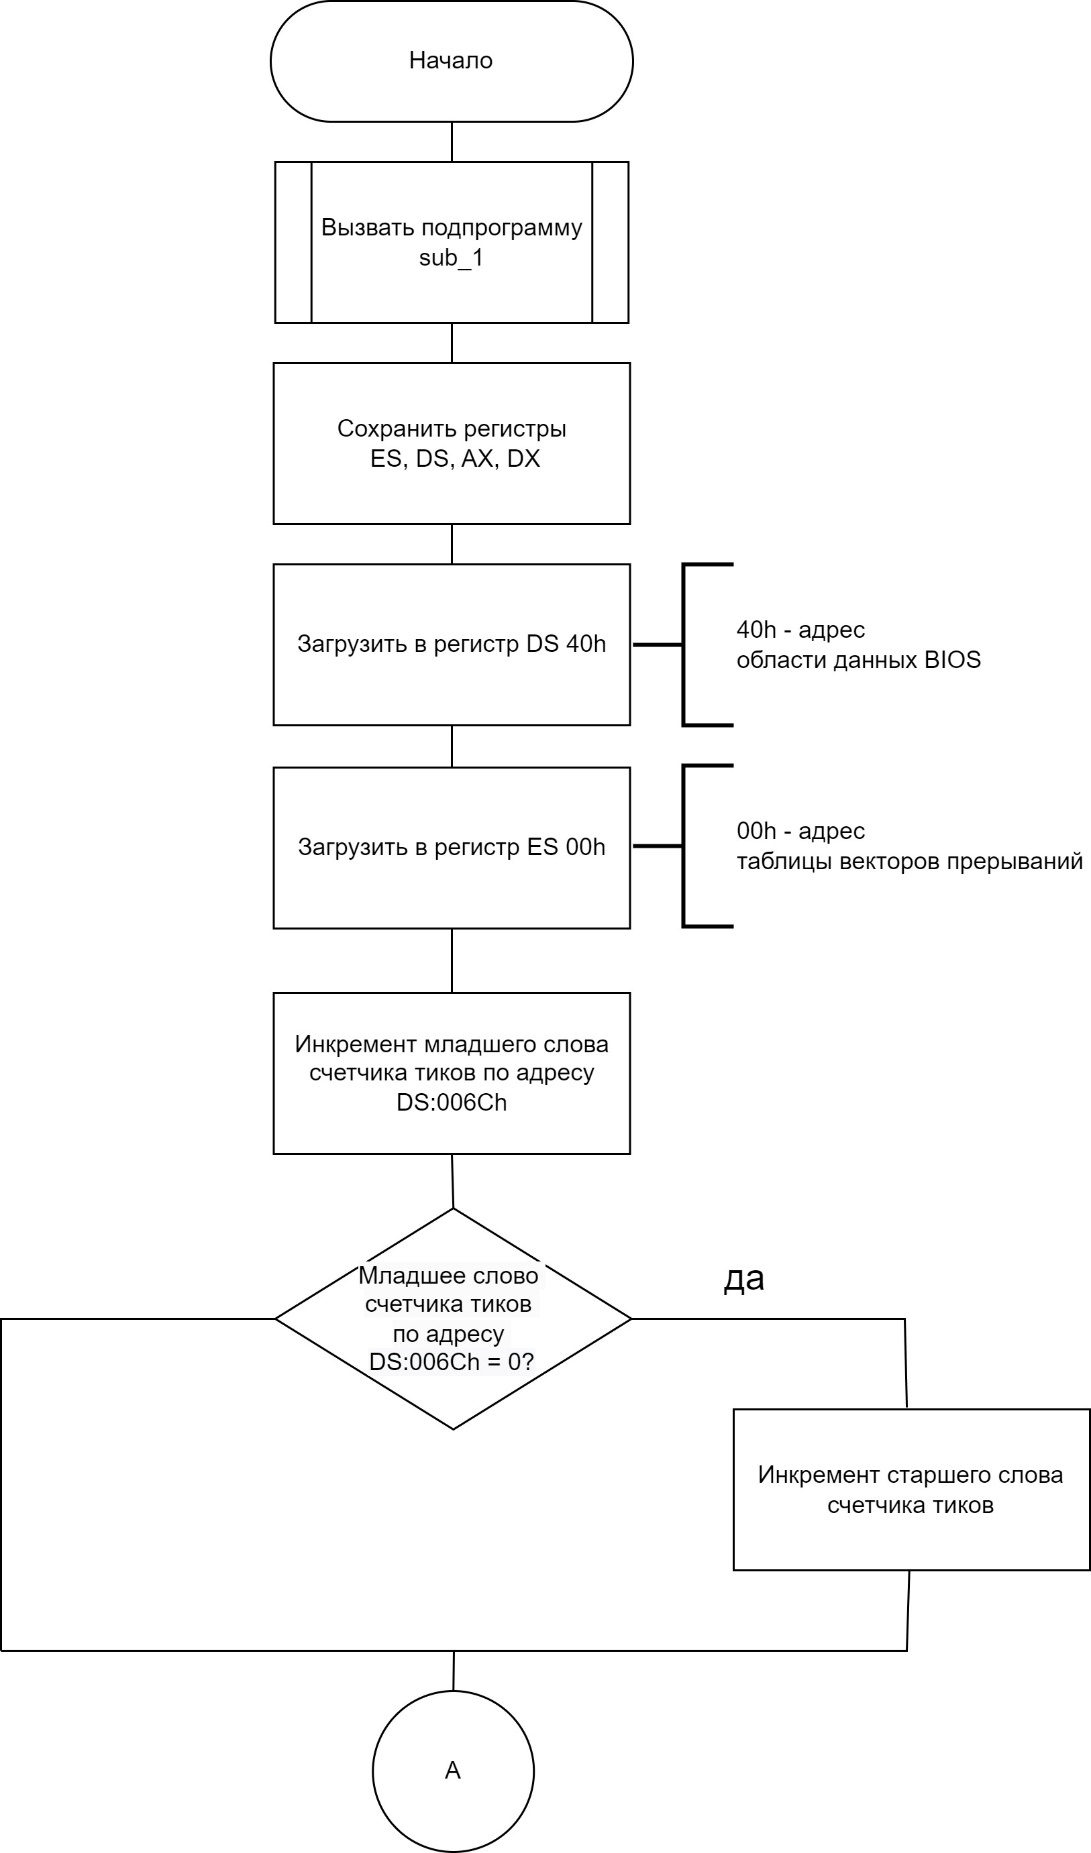 Начало
Вызвать подпрограмму
sub_1
Сохранить регистры
ES, DS, AX, DX
Загрузить в регистр DS 40h
40h - адрес
области данных BIOS
Загрузить в регистр ES 00h
00h - адрес
таблицы векторов прерываний
Инкремент младшего слова
счетчика тиков по адресу
DS:006Ch
Младшее слово
счетчика тиков
по адресу
DS:006Ch = 0?
да
Инкремент старшего слова
счетчика тиков
А